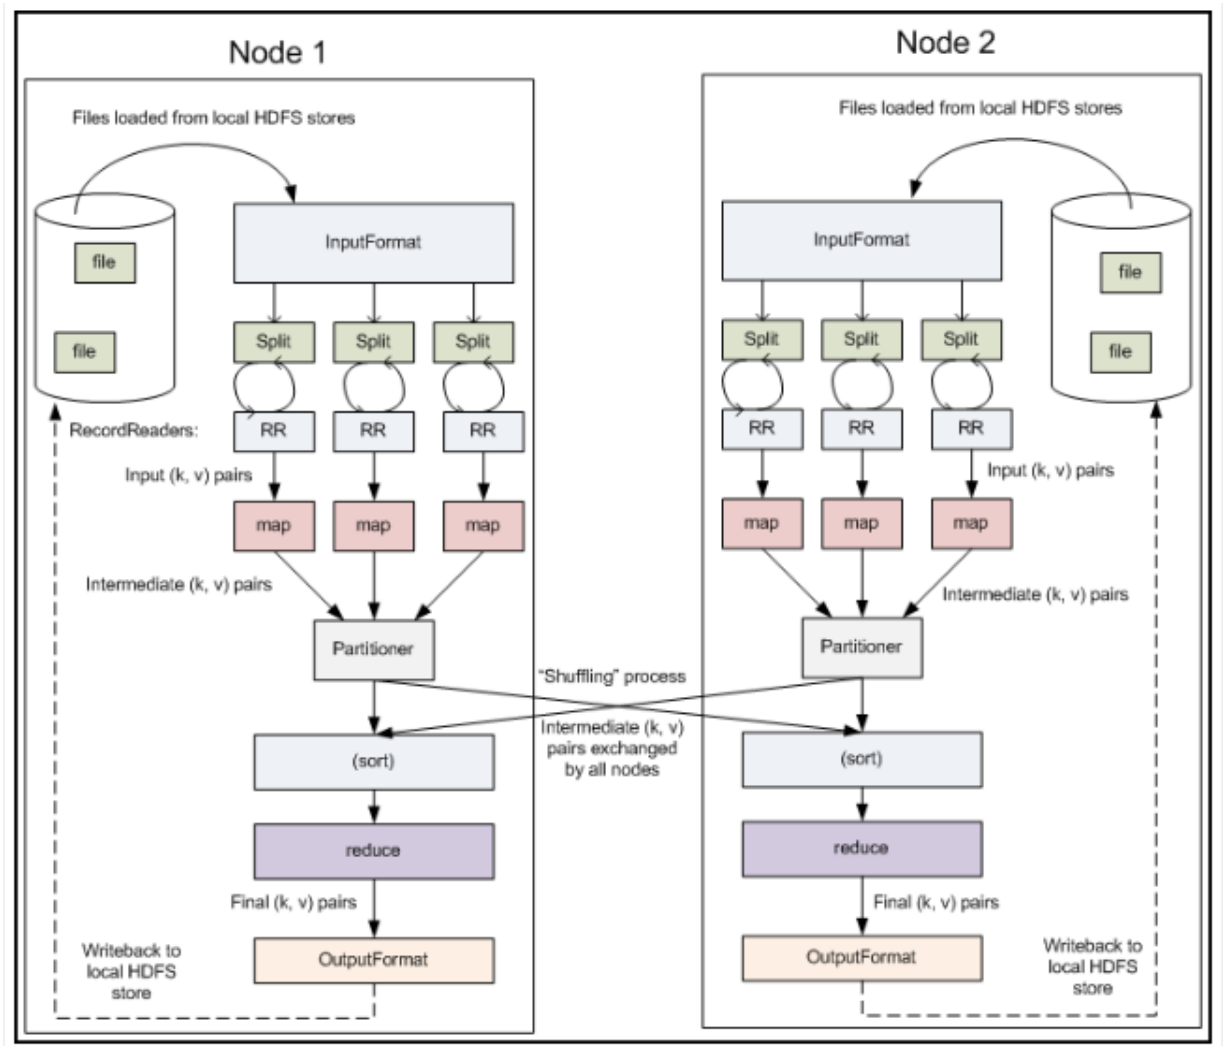 Node 1
Files loaded from local HDFS stores
InputFormat
file
file
Split Split Split
RecordReaders:
RR RR RR
Input (k, v) pairs
map map map
Intermediate (k, v) pairs
Partitioner
(sort)
reduce
Final (k, v) pairs
OutputFormat
Writeback to
local HDFS
store
"Shuffling" process
Intermediate (k, v)
pairs exchanged
by all nodes
Node 2
Files loaded from local HDFS stores
InputFormat
file
file
Split Split Split
RR RR RR
Input (k, v) pairs
map map map
Intermediate (k, v) pairs
Partitioner
(sort)
reduce
Final (k, v) pairs
OutputFormat
Writeback to
local HDFS
store